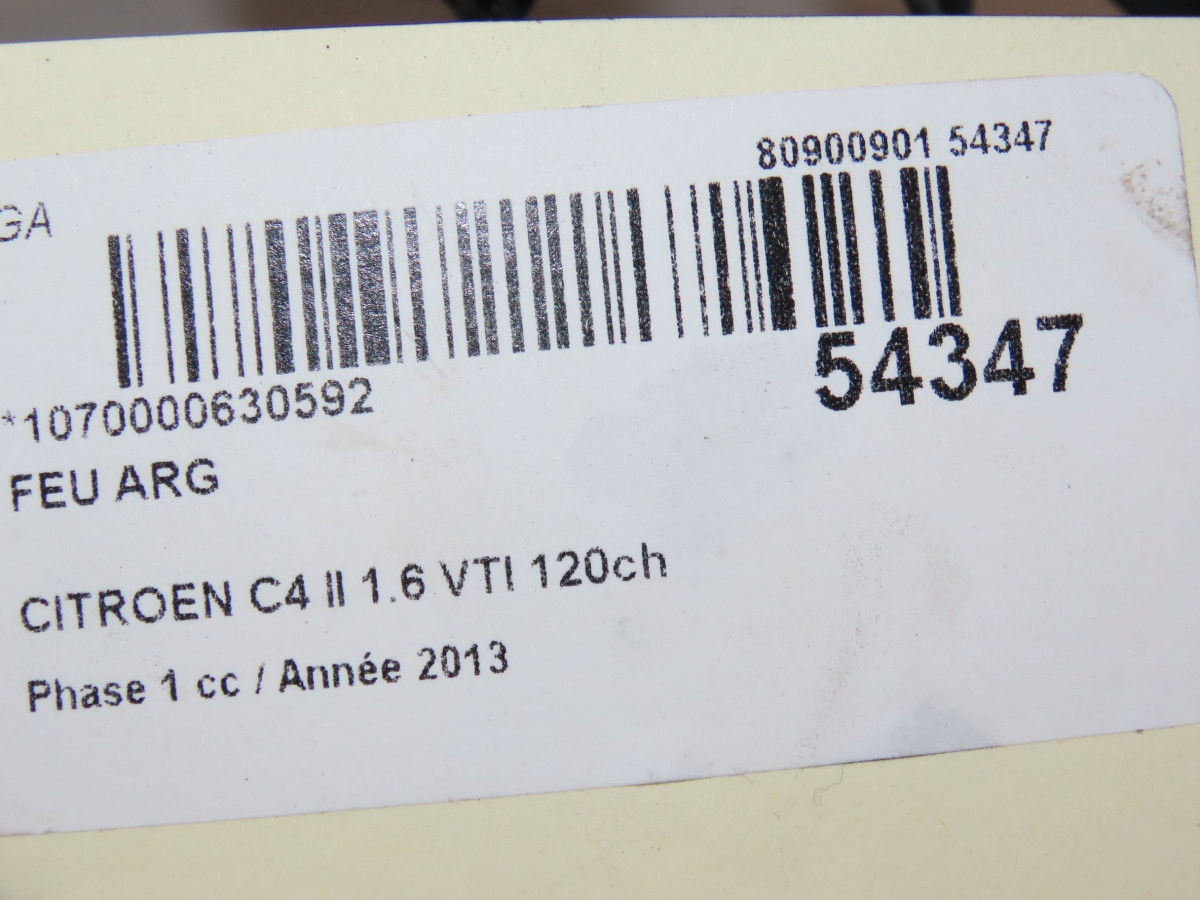 80900901 54347
GA
54347
*1070000630592
FEU ARG
CITROEN C4 II 1.6 VTI 120ch
Phase 1 cc / Année 2013